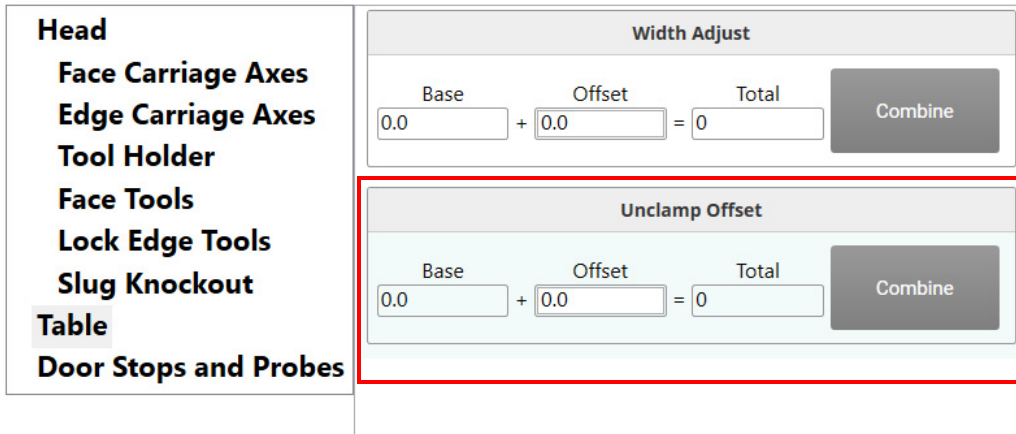 Head
Face Carriage Axes
Edge Carriage Axes
Tool Holder
Face Tools
Lock Edge Tools
Slug Knockout
Table
Door Stops and Probes
Width Adjust
Base Offset Total
0.0 + 0.0 = 0 Combine
Unclamp Offset
Base Offset Total
0.0 + 0.0 = 0 Combine